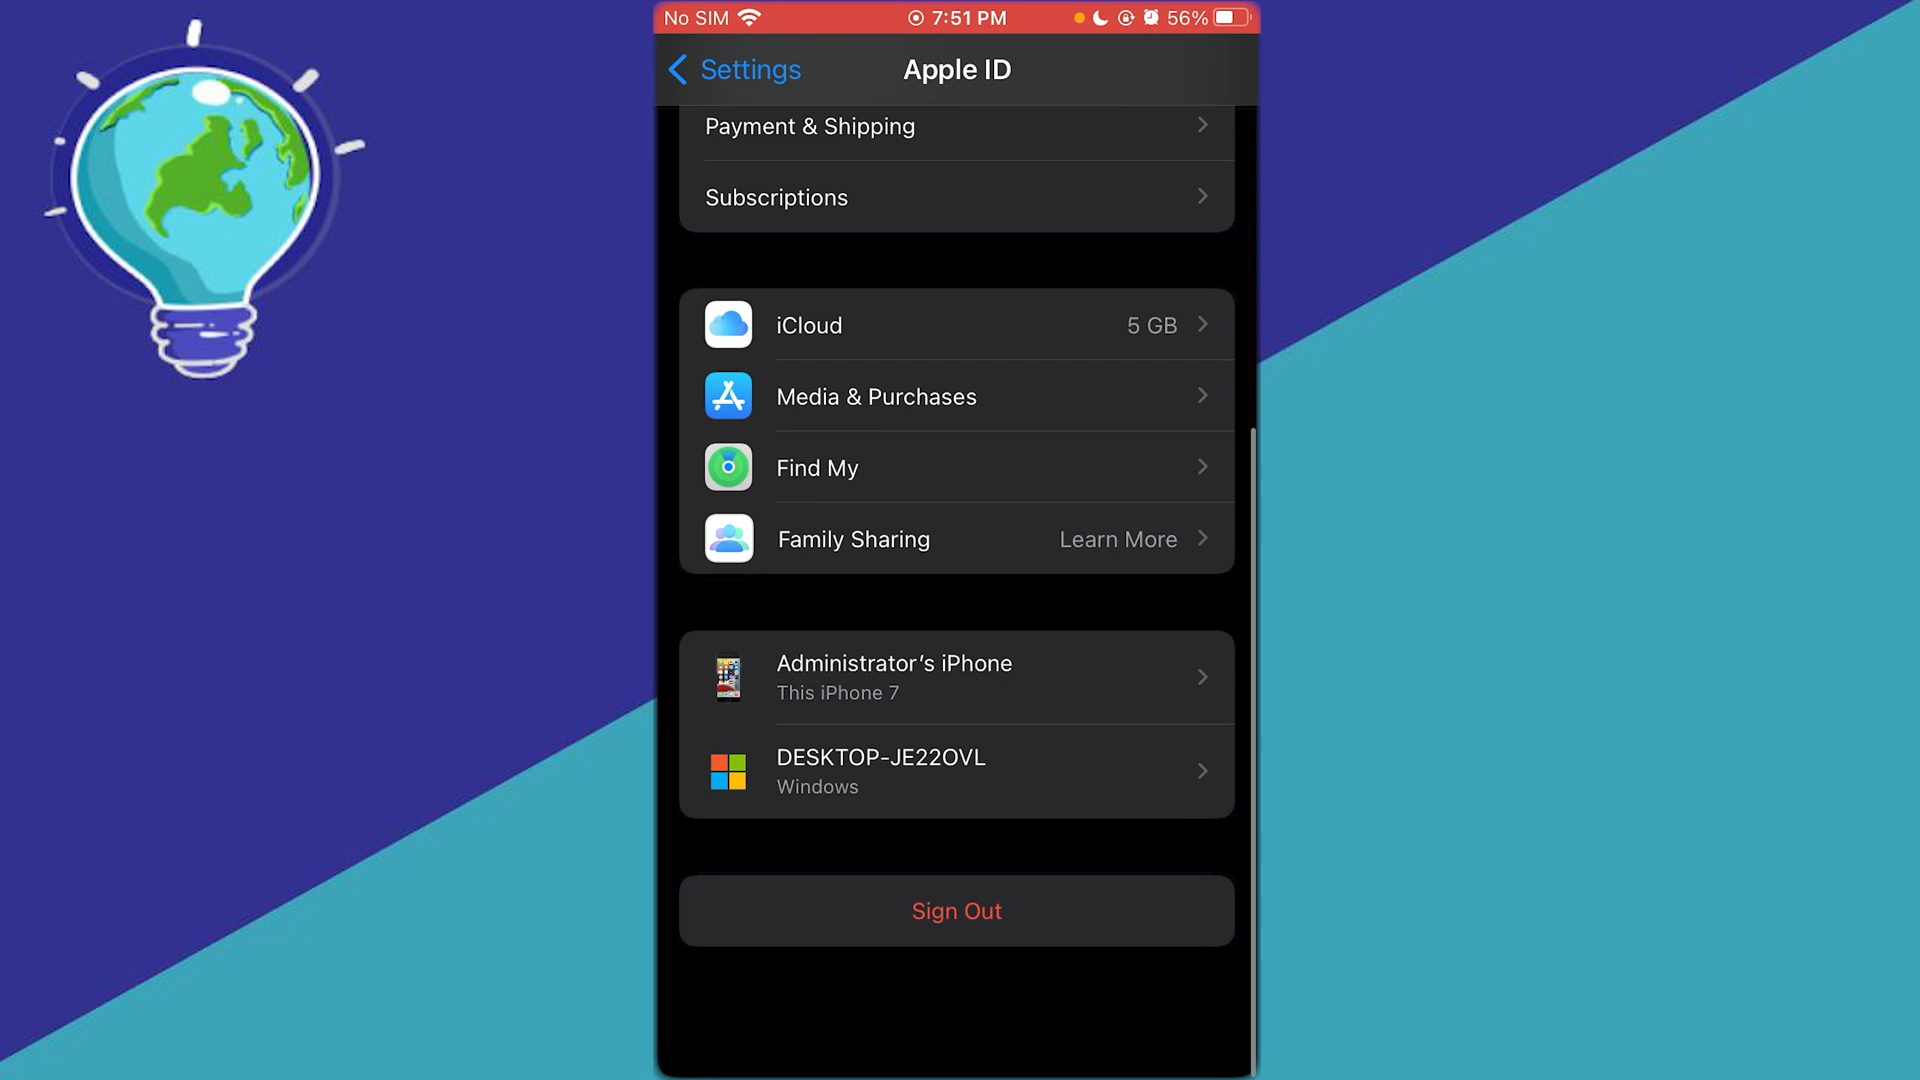 No SIM 7:51 PM 56%
Settings Apple ID
Payment & Shipping
Subscriptions
iCloud 5 GB
Media & Purchases
Find My
Family Sharing Learn More
Administrator’s iPhone
This iPhone 7
DESKTOP-JE22OVL
Windows
Sign Out